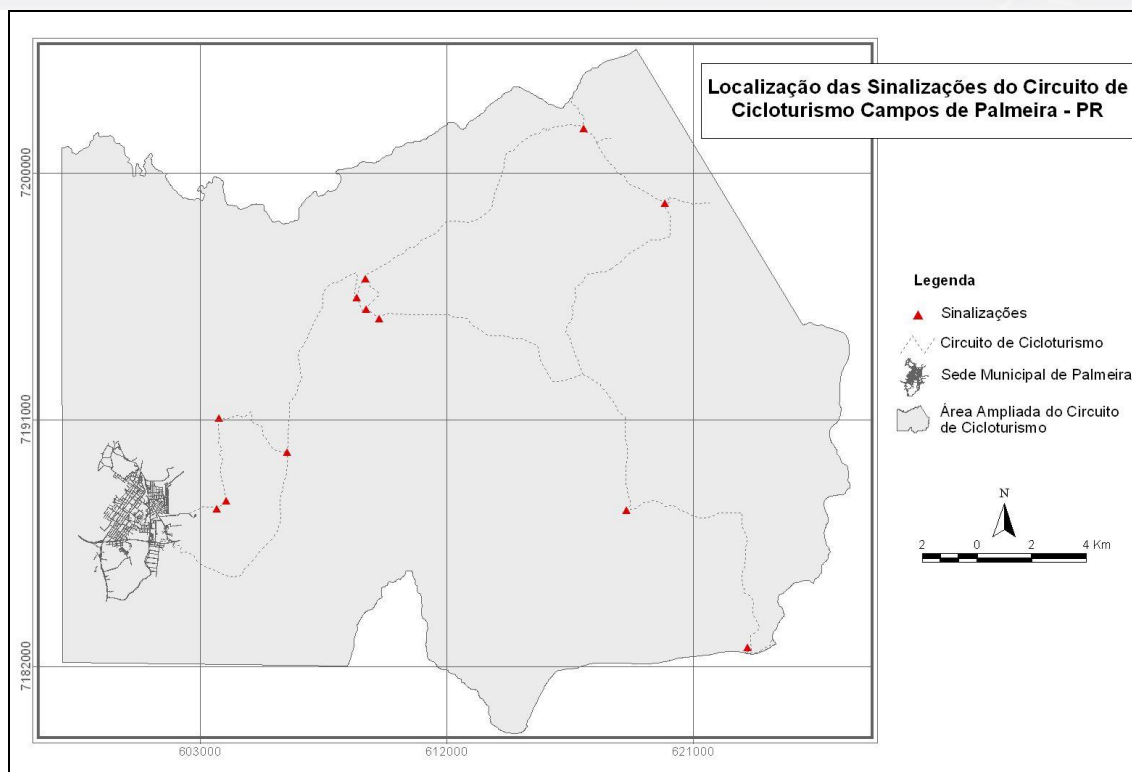 Localização das Sinalizações do Circuito de
Cicloturismo Campos de Palmeira - PR
7200000
7191000
7182000
603000
612000
621000
Legenda
Sinalizações
Circuito de Cicloturismo
Sede Municipal de Palmeira
Área Ampliada do Circuito
de Cicloturismo
N
2 0 2 4 Km